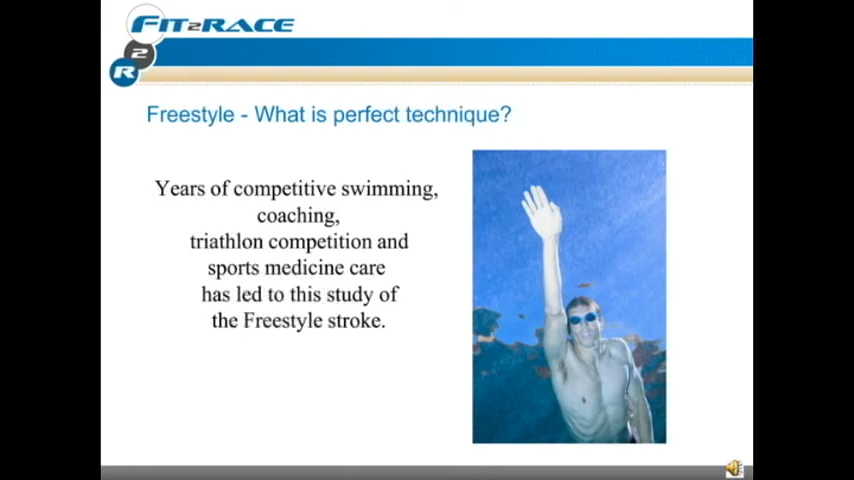 FIT2RACE
2
R
Freestyle - What is perfect technique?
Years of competitive swimming,
coaching,
triathlon competition and
sports medicine care
has led to this study of
the Freestyle stroke.